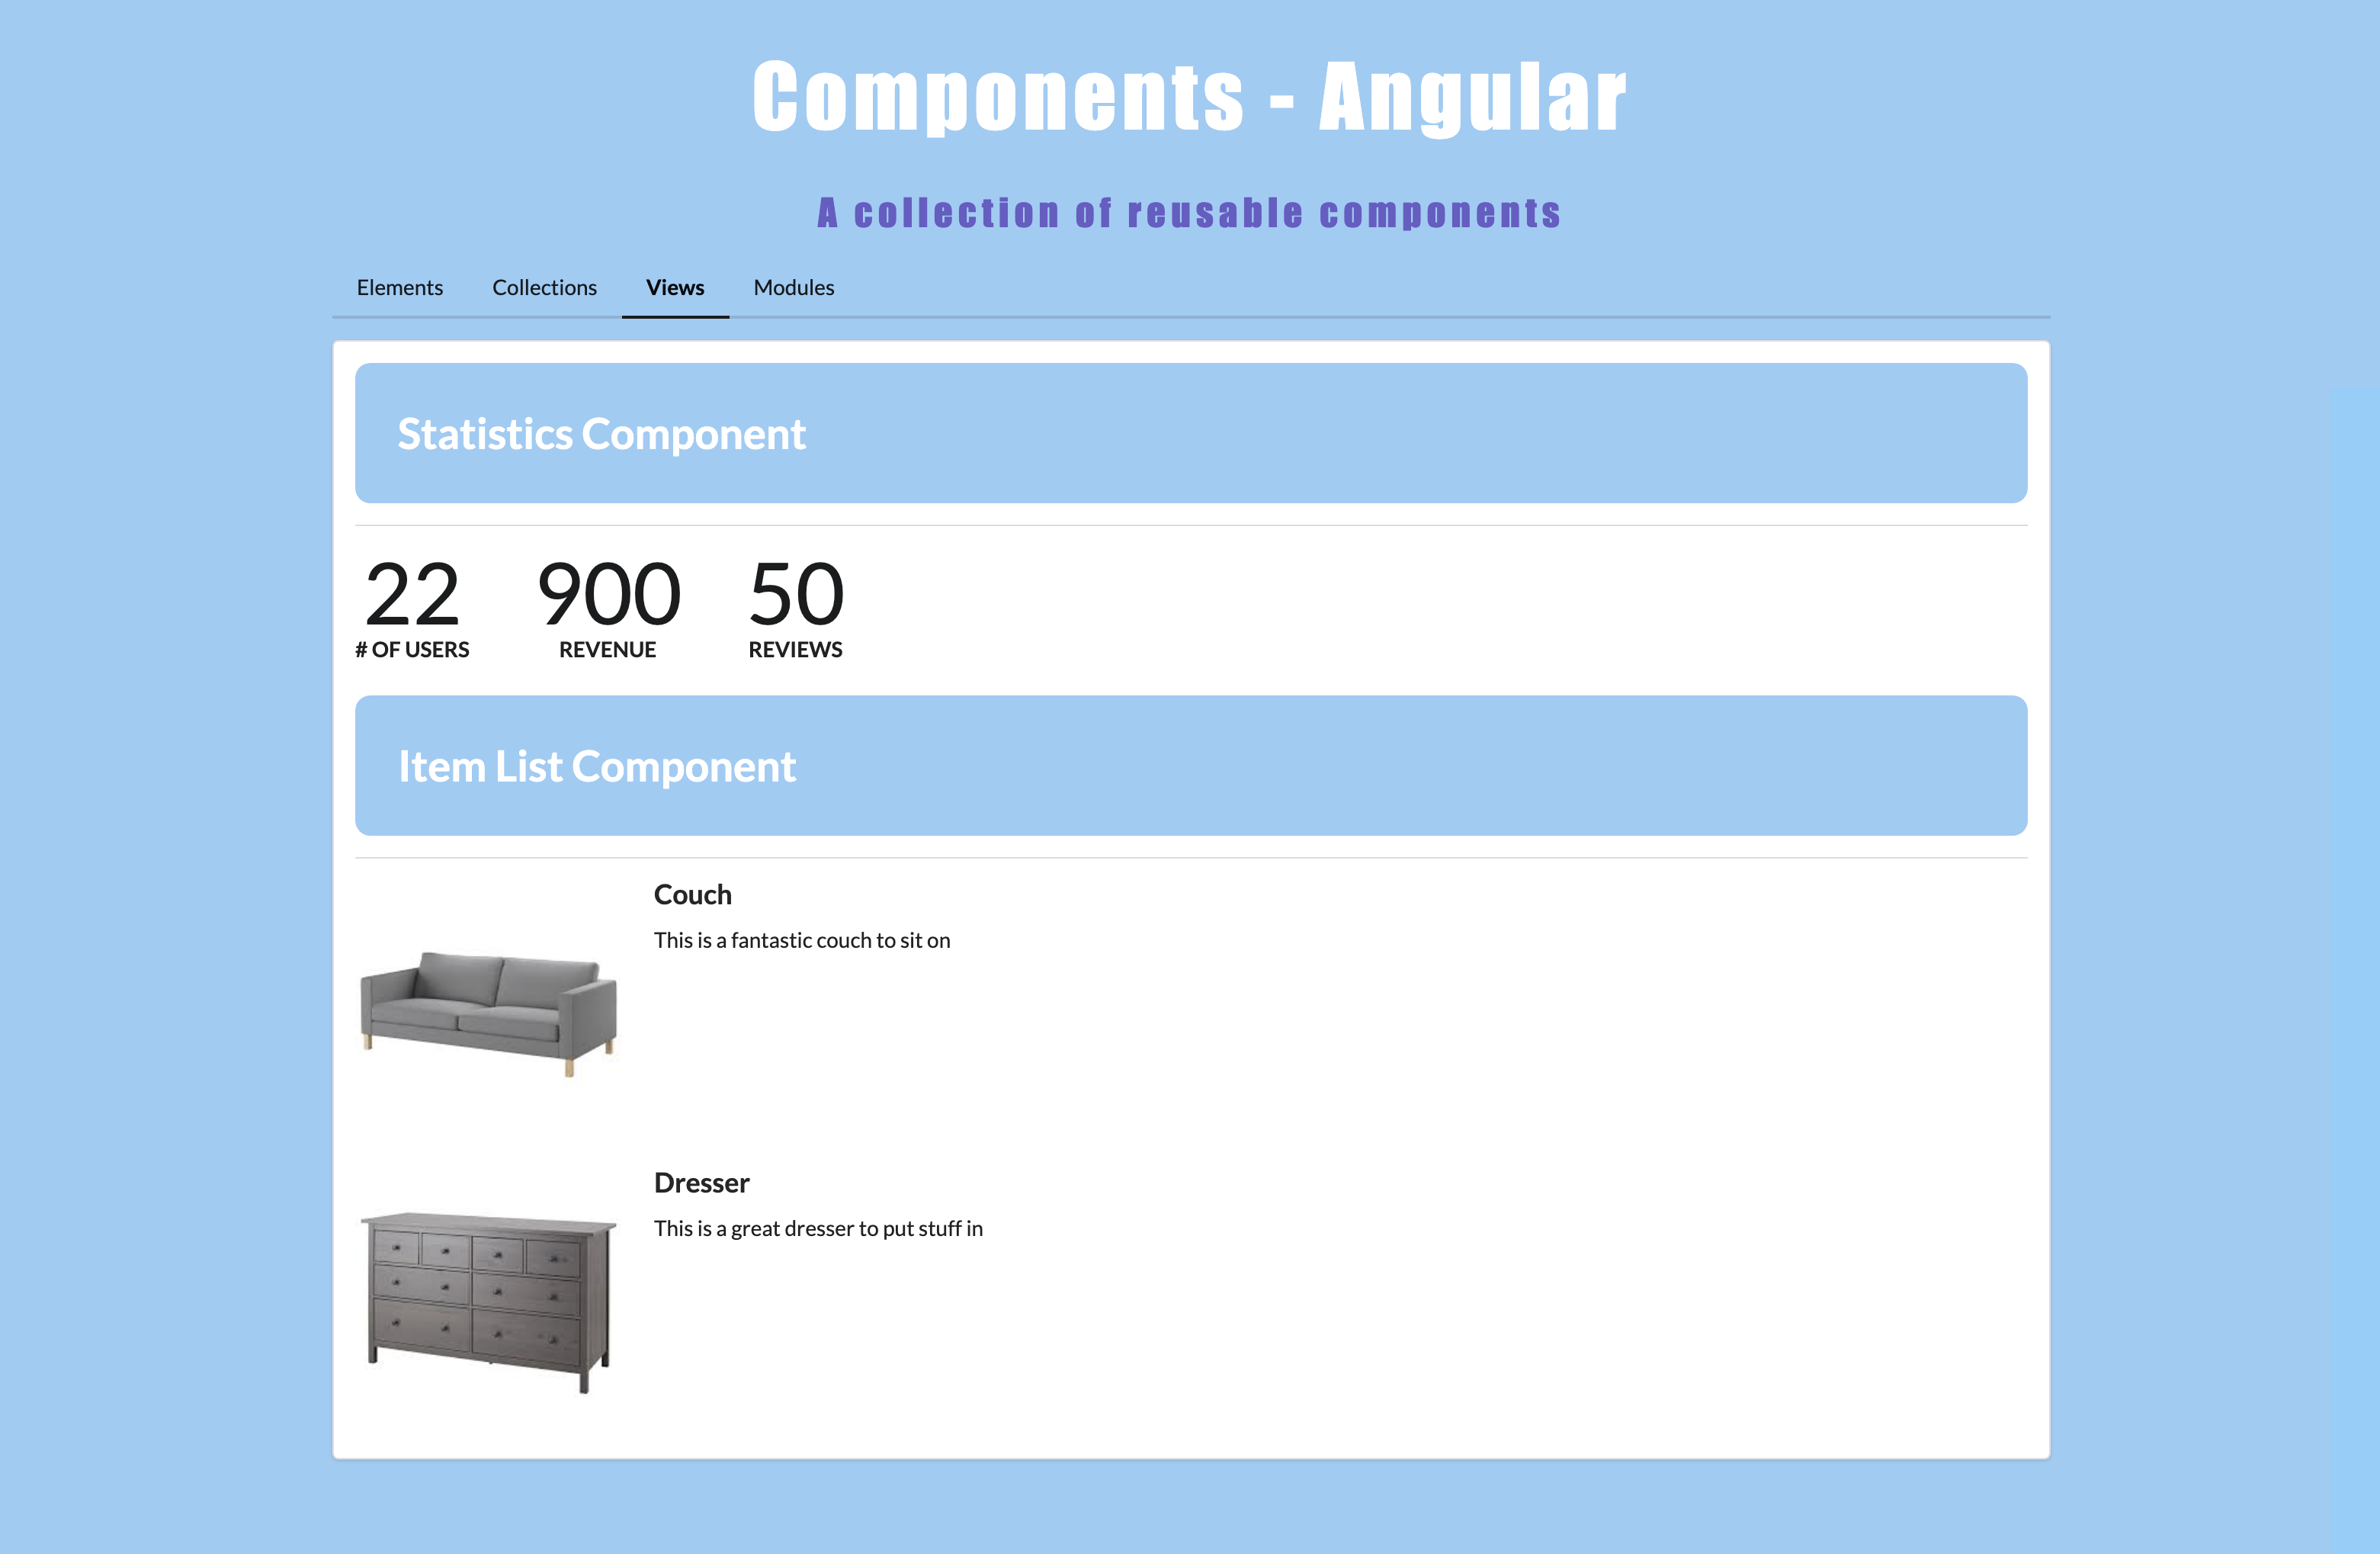 Components - Angular
A collection of reusable components
Elements Collections Views Modules
Statistics Component
22 900 50
# OF USERS REVENUE REVIEWS
Item List Component
Couch
This is a fantastic couch to sit on
Dresser
This is a great dresser to put stuff in